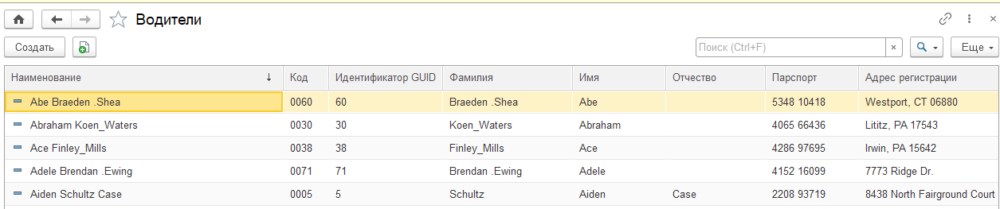 Водители
Создать Поиск (Ctrl+F) × Еще
Наименование ↓ Код Идентификатор GUID Фамилия Имя Отчество Парспорт Адрес регистрации
Abe Braeden .Shea 0060 60 Braeden .Shea Abe 5348 10418 Westport, CT 06880
Abraham Koen_Waters 0030 30 Koen_Waters Abraham 4065 66436 Lititz, PA 17543
Ace Finley_Mills 0038 38 Finley_Mills Ace 4286 97695 Irwin, PA 15642
Adele Brendan .Ewing 0071 71 Brendan .Ewing Adele 4152 16099 7773 Ridge Dr.
Aiden Schultz Case 0005 5 Schultz Aiden Case 2208 93719 8438 North Fairground Court